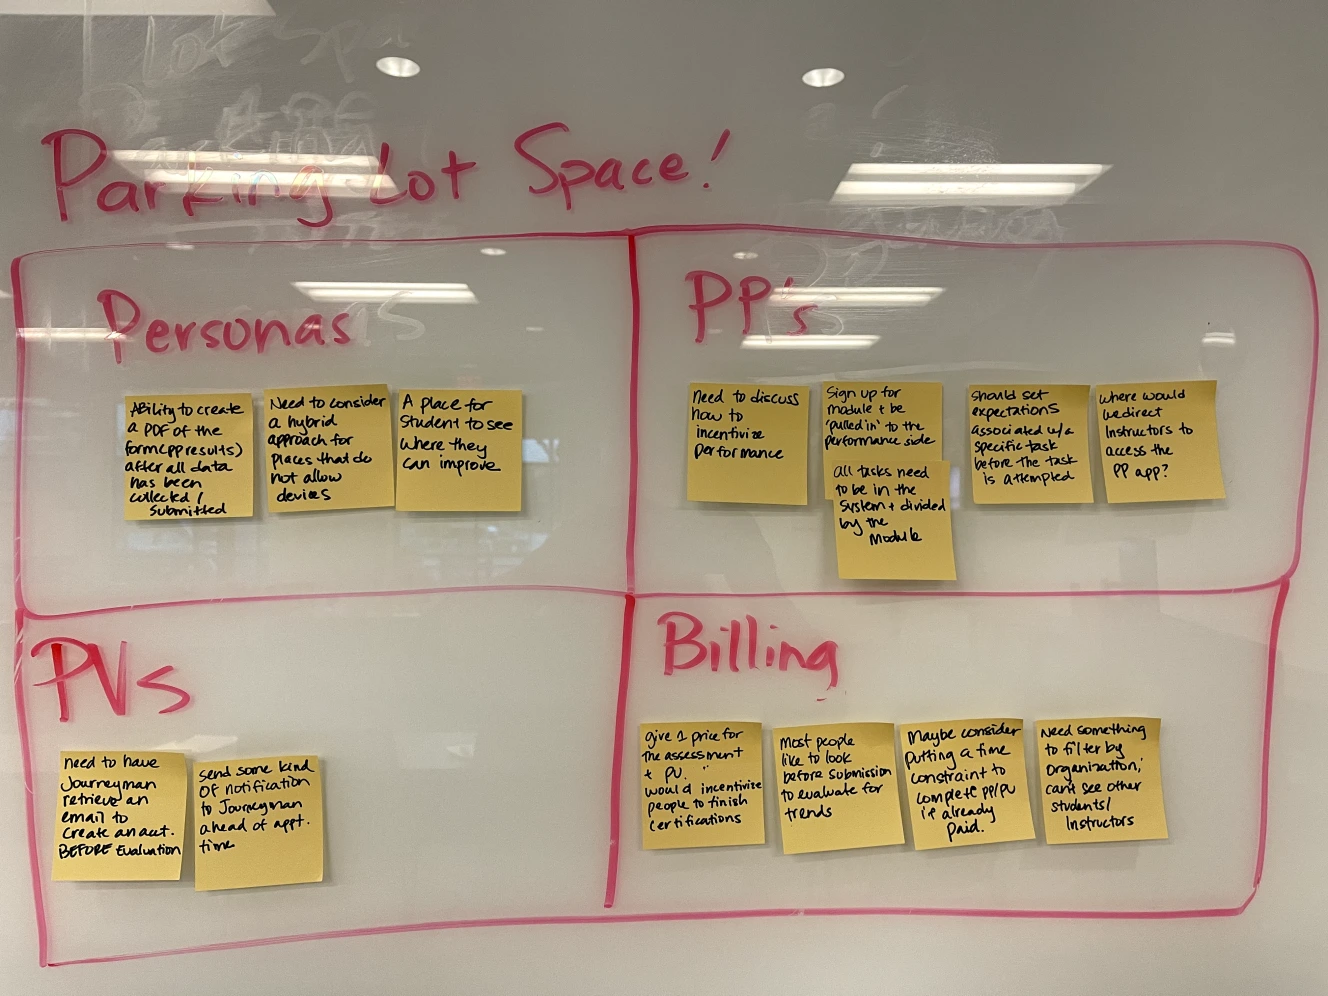 Parking Lot Space!
Personas
Ability to create
a PDF of the
form (pp results)
after all data
has been
collected /
submitted
Need to consider
a hybrid
approach for
places that do
not allow
devices
A place for
Student to see
where they
can improve
PP's
need to discuss
how to
incentivize
performance
Sign up for
module + be
'pulled in' to the
performance side
all tasks need
to be in the
system + divided
by the
Module
should set
expectations
associated w/a
specific task
before the task
is attempted
where would
we direct
Instructors to
access the
PP app?
PVs
need to have
Journeyman
retrieve an
email to
create an act.
BEFORE Evaluation
send some kind
of notification
to Journeyman
ahead of appt.
time
Billing
give 1 price for
the assessment
+ PV.
would incentivize
people to finish
certifications
Most people
like to look
before submission
to evaluate for
trends
Maybe consider
putting a time
constraint to
complete PP/PV
if already
paid.
Need something
to filter by
Organization;
can't see other
students/
Instructors